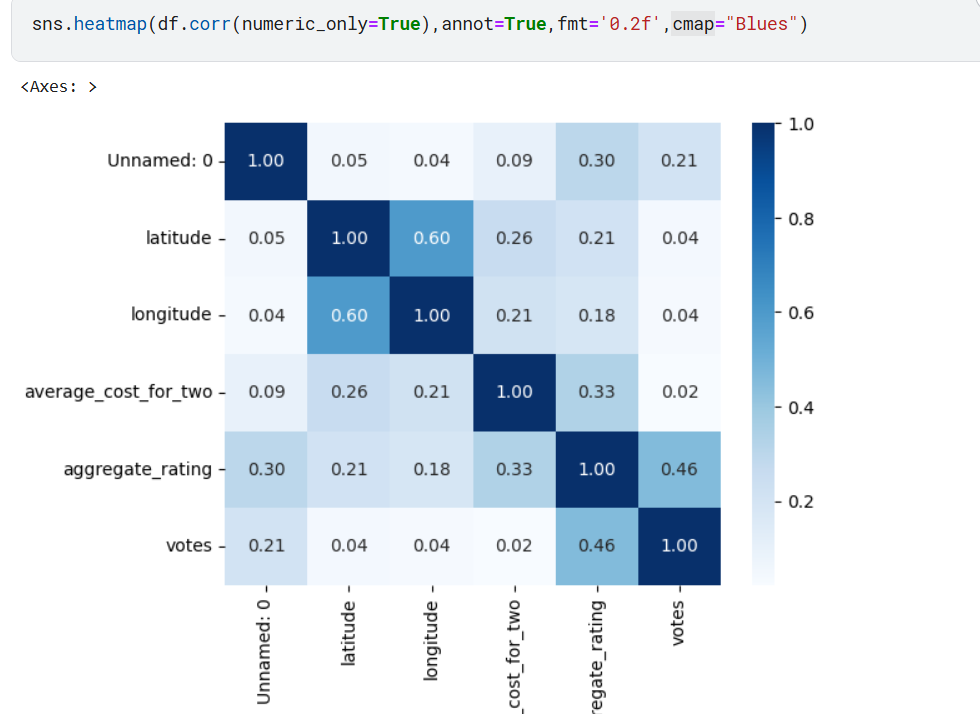 sns.heatmap(df.corr(numeric_only=True),annot=True,fmt='0.2f',cmap="Blues")
<Axes: >
Unnamed: 0 1.00 0.05 0.04 0.09 0.30 0.21
latitude 0.05 1.00 0.60 0.26 0.21 0.04
longitude 0.04 0.60 1.00 0.21 0.18 0.04
average_cost_for_two 0.09 0.26 0.21 1.00 0.33 0.02
aggregate_rating 0.30 0.21 0.18 0.33 1.00 0.46
votes 0.21 0.04 0.04 0.02 0.46 1.00
Unnamed: 0
latitude
longitude
_cost_for_two
regate_rating
votes
1.0
0.8
0.6
0.4
0.2